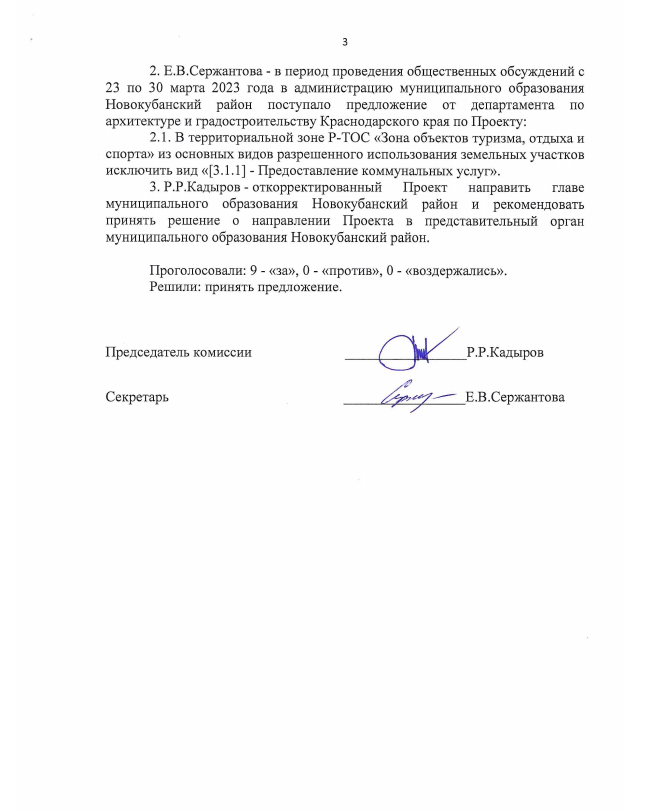 3
2. Е.В.Сержантова - в период проведения общественных обсуждений с
23 по 30 марта 2023 года в администрацию муниципального образования
Новокубанский район поступало предложение от департамента по
архитектуре и градостроительству Краснодарского края по Проекту:
2.1. В территориальной зоне Р-ТОС «Зона объектов туризма, отдыха и
спорта» из основных видов разрешенного использования земельных участков
исключить вид «[3.1.1] - Предоставление коммунальных услуг».
3. Р.Р.Кадыров - откорректированный Проект направить главе
муниципального образования Новокубанский район и рекомендовать
принять решение о направлении Проекта в представительный орган
муниципального образования Новокубанский район.
Проголосовали: 9 - «за», 0 - «против», 0 - «воздержались».
Решили: принять предложение.
Председатель комиссии Р.Р.Кадыров
Секретарь Е.В.Сержантова